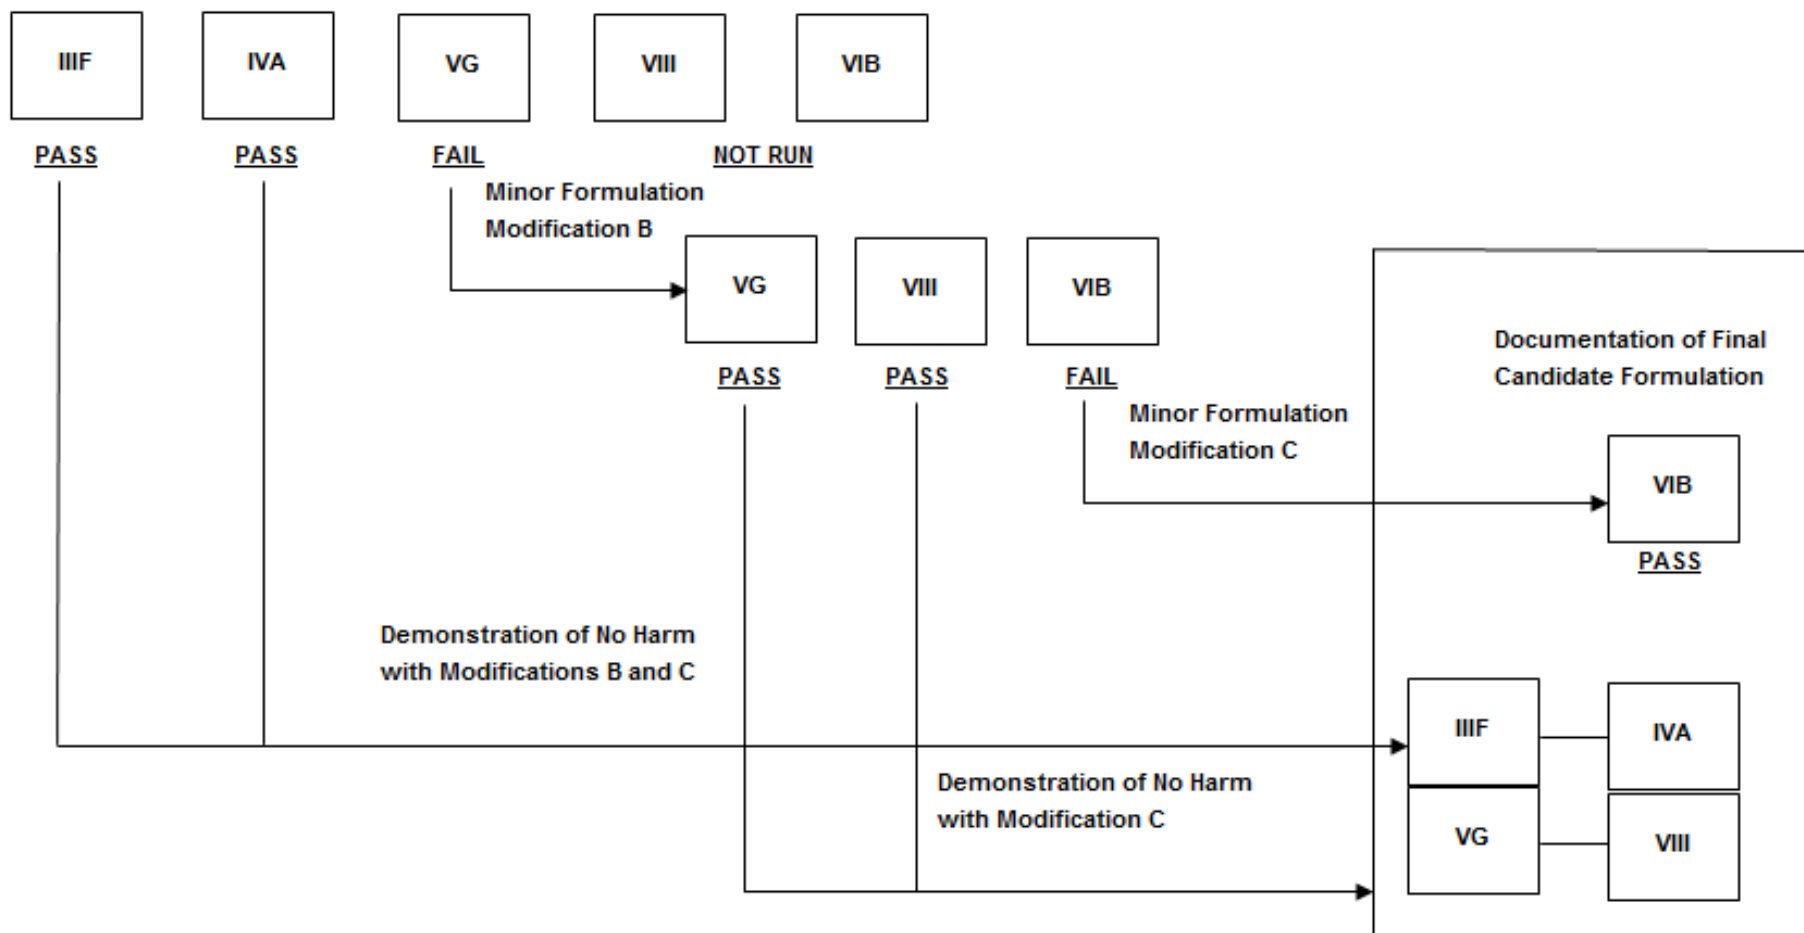 IIIF
IVA
VG
VIII
VIB
PASS
PASS
FAIL
NOT RUN
Minor Formulation
Modification B
VG
VIII
VIB
PASS
PASS
FAIL
Minor Formulation
Modification C
Documentation of Final
Candidate Formulation
VIB
PASS
Demonstration of No Harm
with Modifications B and C
IIIF
IVA
Demonstration of No Harm
with Modification C
VG
VIII